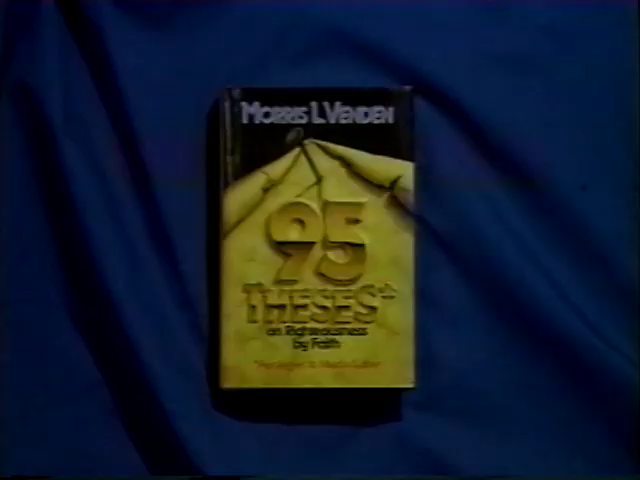 MORRIS L. VENDEN
95
THESES
on Righteousness
by Faith